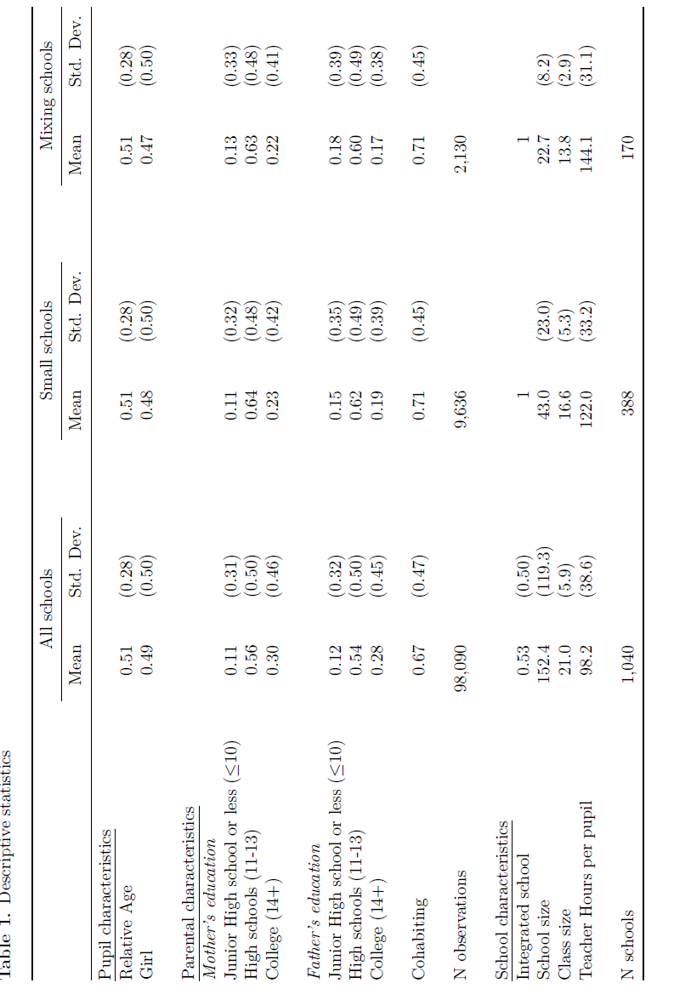 Table 1. Descriptive statistics
All schools Small schools Mixing schools
Mean Std. Dev. Mean Std. Dev. Mean Std. Dev.
Pupil characteristics
Relative Age 0.51 (0.28) 0.51 (0.28) 0.51 (0.28)
Girl 0.49 (0.50) 0.48 (0.50) 0.47 (0.50)
Parental characteristics
Mother's education
Junior High school or less (≤10) 0.11 (0.31) 0.11 (0.32) 0.13 (0.33)
High schools (11-13) 0.56 (0.50) 0.64 (0.48) 0.63 (0.48)
College (14+) 0.30 (0.46) 0.23 (0.42) 0.22 (0.41)
Father's education
Junior High school or less (≤10) 0.12 (0.32) 0.15 (0.35) 0.18 (0.39)
High schools (11-13) 0.54 (0.50) 0.62 (0.49) 0.60 (0.49)
College (14+) 0.28 (0.45) 0.19 (0.39) 0.17 (0.38)
Cohabiting 0.67 (0.47) 0.71 (0.45) 0.71 (0.45)
N observations 98,090 9,636 2,130
School characteristics
Integrated school 0.53 (0.50) 1 1
School size 152.4 (119.3) 43.0 (23.0) 22.7 (8.2)
Class size 21.0 (5.9) 16.6 (5.3) 13.8 (2.9)
Teacher Hours per pupil 98.2 (38.6) 122.0 (33.2) 144.1 (31.1)
N schools 1,040 388 170